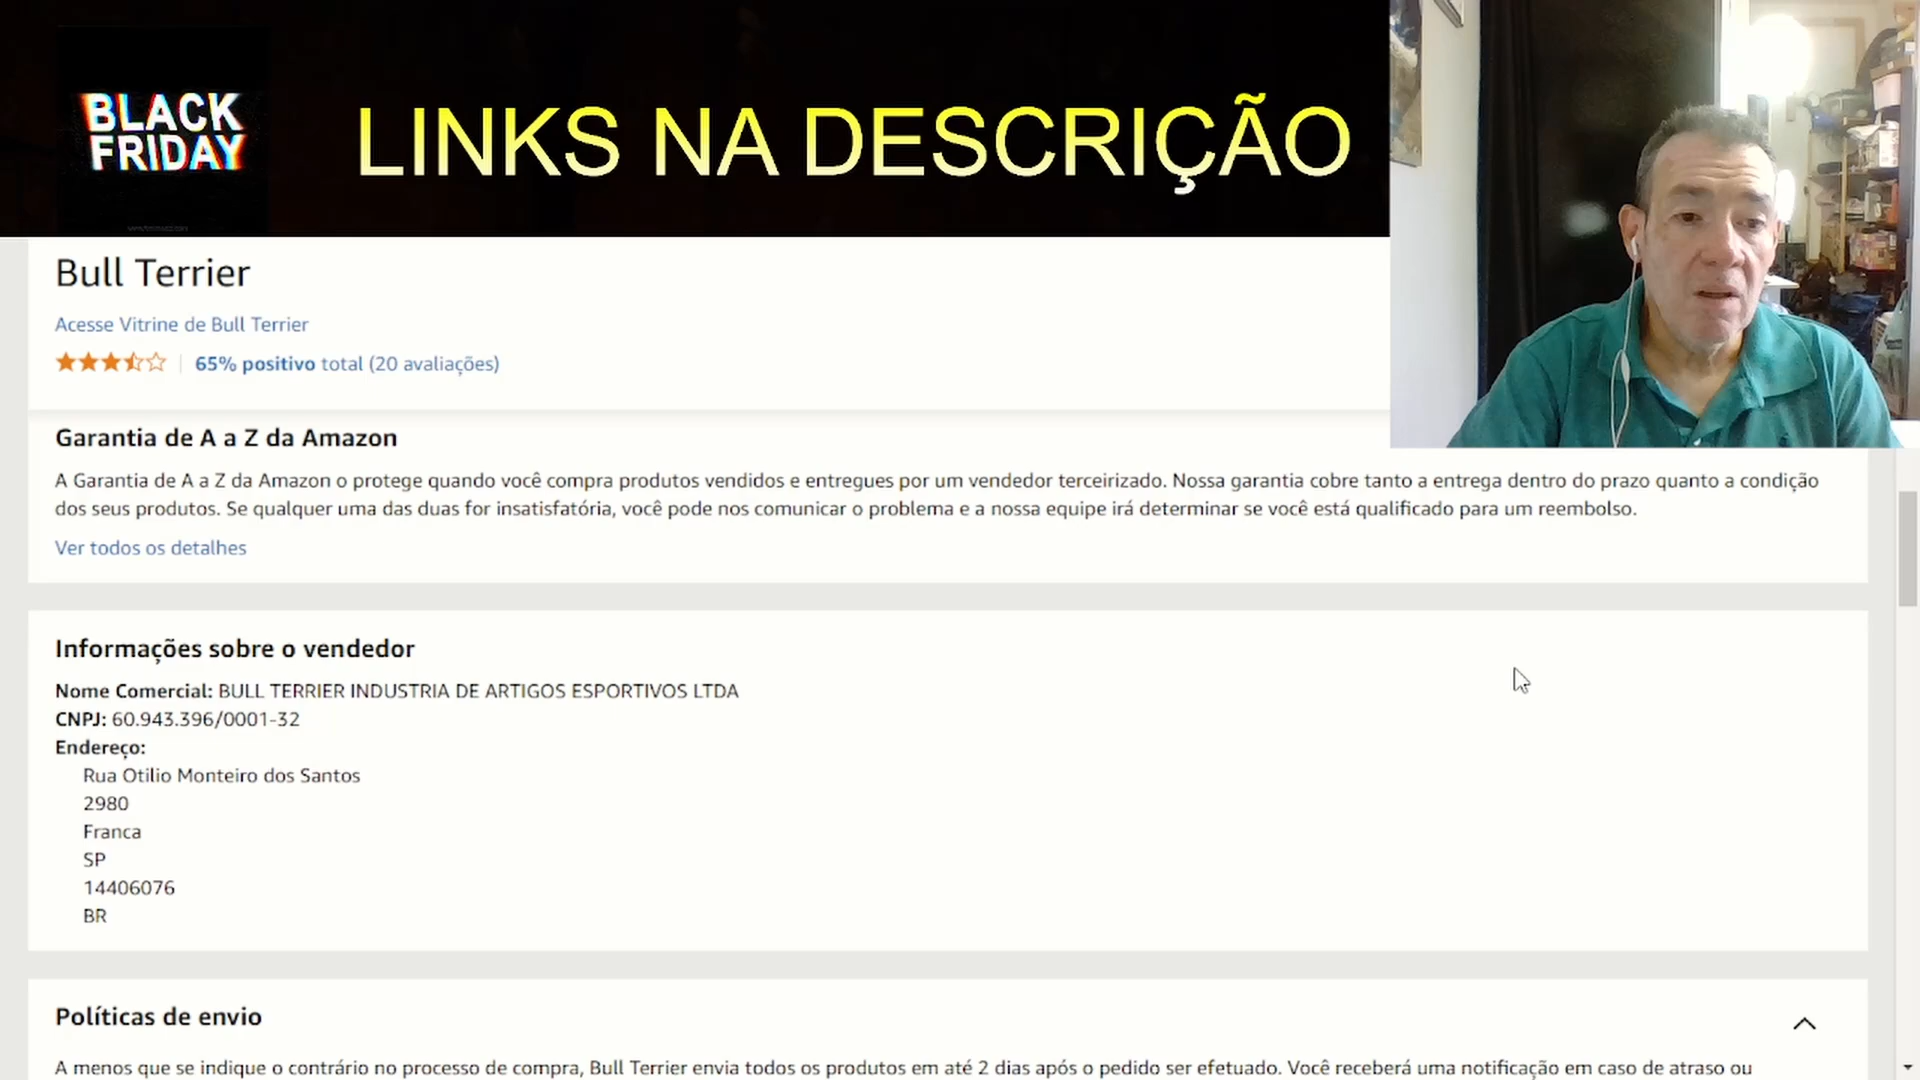 BLACK
FRIDAY
LINKS NA DESCRIÇÃO
Bull Terrier
Acesse Vitrine de Bull Terrier
65% positivo total (20 avaliações)
Garantia de A a Z da Amazon
A Garantia de A a Z da Amazon o protege quando você compra produtos vendidos e entregues por um vendedor terceirizado. Nossa garantia cobre tanto a entrega dentro do prazo quanto a condição
dos seus produtos. Se qualquer uma das duas for insatisfatória, você pode nos comunicar o problema e a nossa equipe irá determinar se você está qualificado para um reembolso.
Ver todos os detalhes
Informações sobre o vendedor
Nome Comercial: BULL TERRIER INDUSTRIA DE ARTIGOS ESPORTIVOS LTDA
CNPJ: 60.943.396/0001-32
Endereço:
Rua Otilio Monteiro dos Santos
2980
Franca
SP
14406076
BR
Políticas de envio
A menos que se indique o contrário no processo de compra, Bull Terrier envia todos os produtos em até 2 dias após o pedido ser efetuado. Você receberá uma notificação em caso de atraso ou